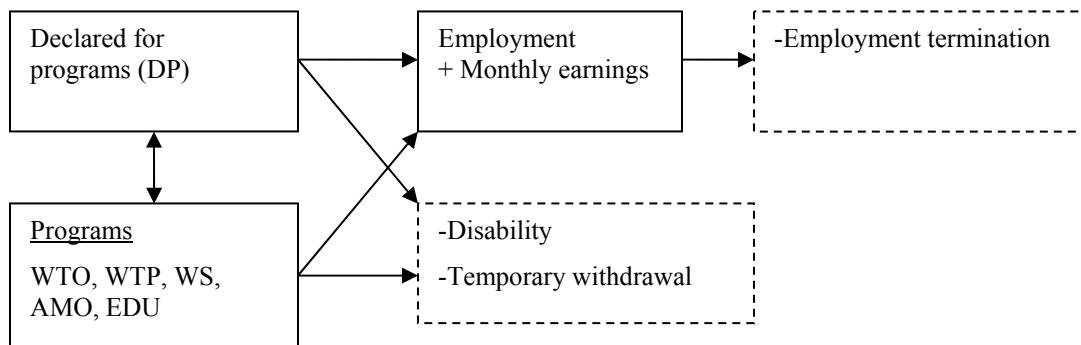 Declared for
programs (DP)
Employment
+ Monthly earnings
-Employment termination
Programs
WTO, WTP, WS,
AMO, EDU
-Disability
-Temporary withdrawal